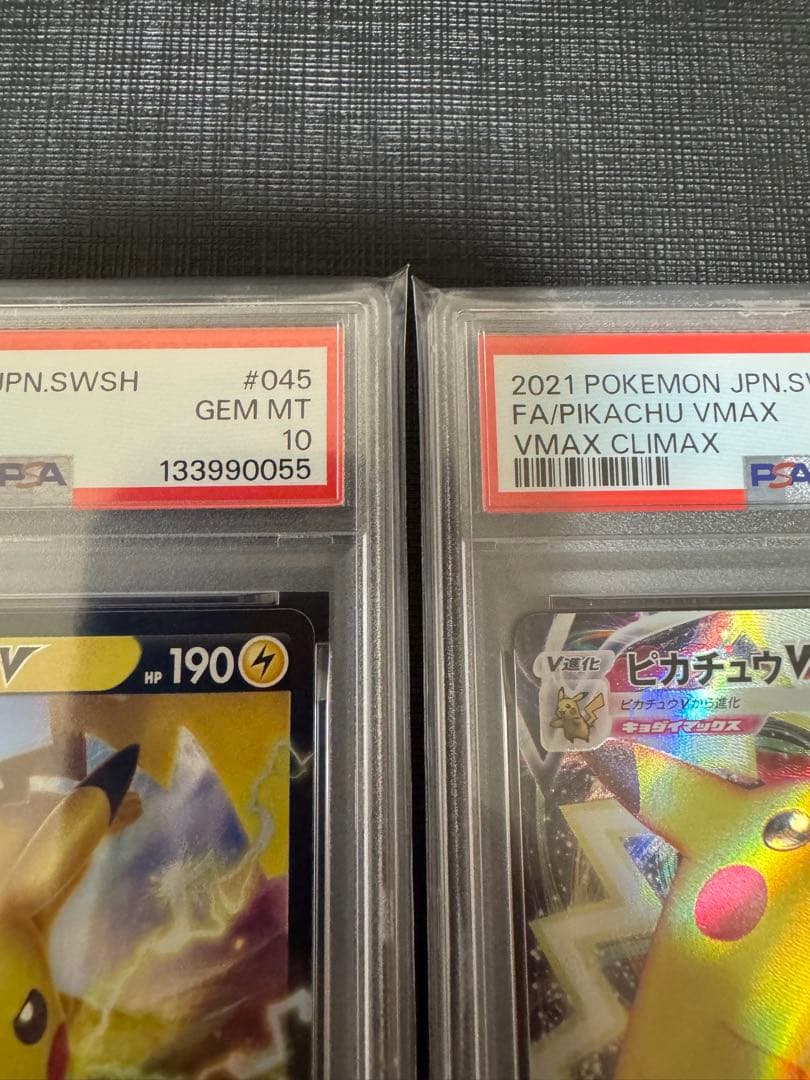 JPN.SWSH #045
GEM MT
10
PSA 133990055
2021 POKEMON JPN.SW
FA/PIKACHU VMAX
VMAX CLIMAX
PSA
V HP 190
V進化 ピカチュウV
ピカチュウVから進化
キョダイマックス